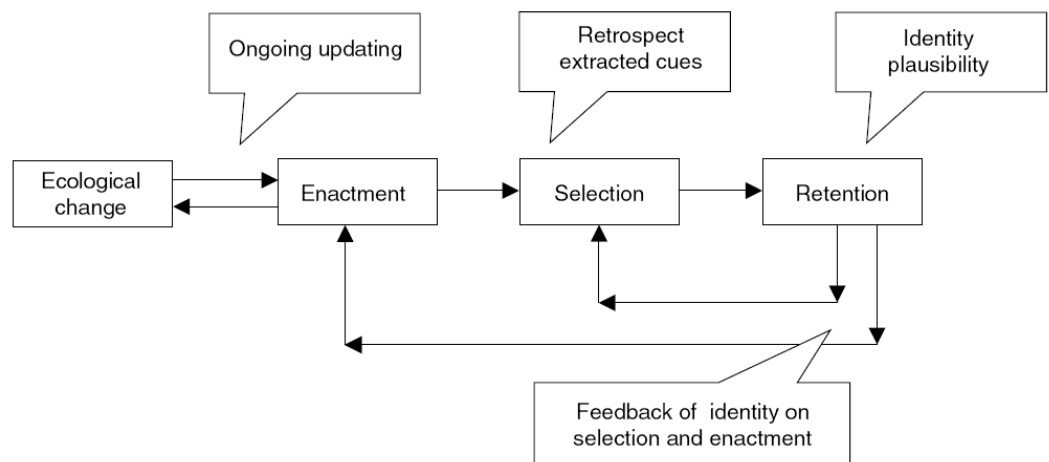 Ongoing updating
Retrospect
extracted cues
Identity
plausibility
Ecological
change
Enactment
Selection
Retention
Feedback of identity on
selection and enactment